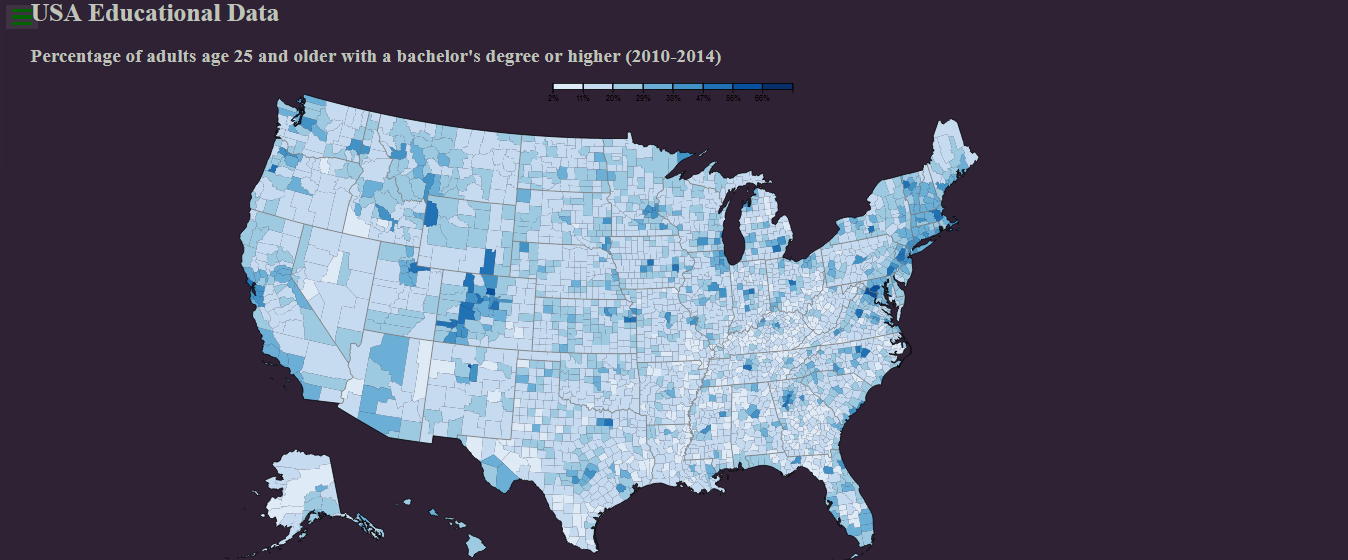 USA Educational Data
Percentage of adults age 25 and older with a bachelor's degree or higher (2010-2014)
2% 11% 20% 29% 38% 47% 56% 66%